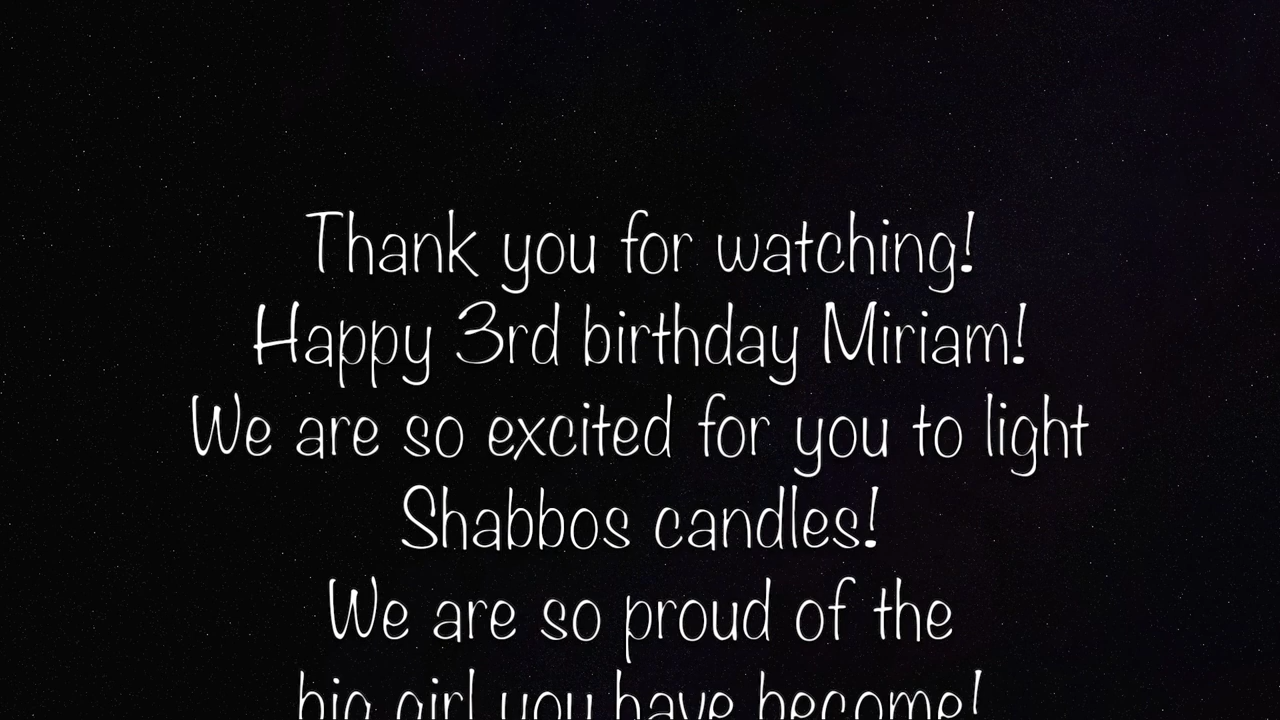 Thank you for watching!
Happy 3rd birthday Miriam!
We are so excited for you to light
Shabbos candles!
We are so proud of the
big girl you have become!